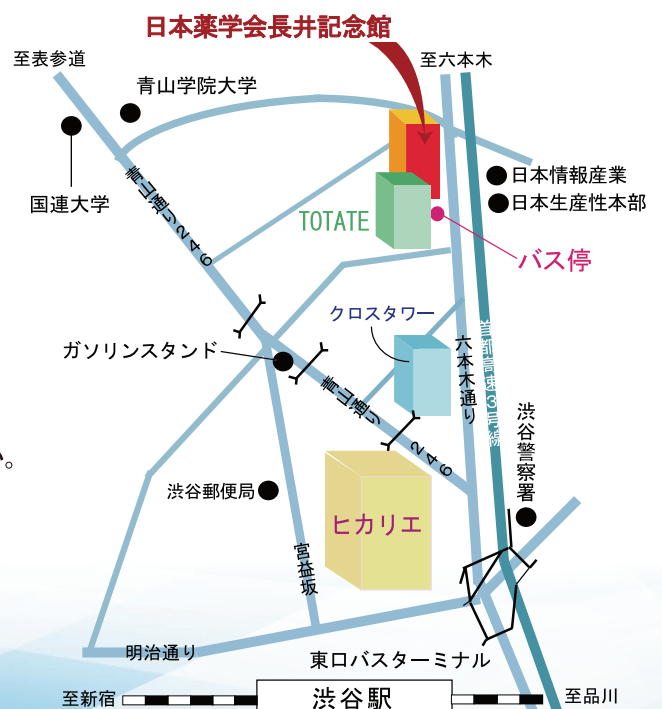 日本薬学会長井記念館
至表参道
至六本木
青山学院大学
国連大学
日本情報産業
日本生産性本部
青山通り246
TOTATE
バス停
クロスタワー
ガソリンスタンド
首都高速3号線
六本木通り
青山通り 246
渋谷警察署
い。
渋谷郵便局
ヒカリエ
宮益坂
明治通り
東口バスターミナル
至新宿
渋谷駅
至品川